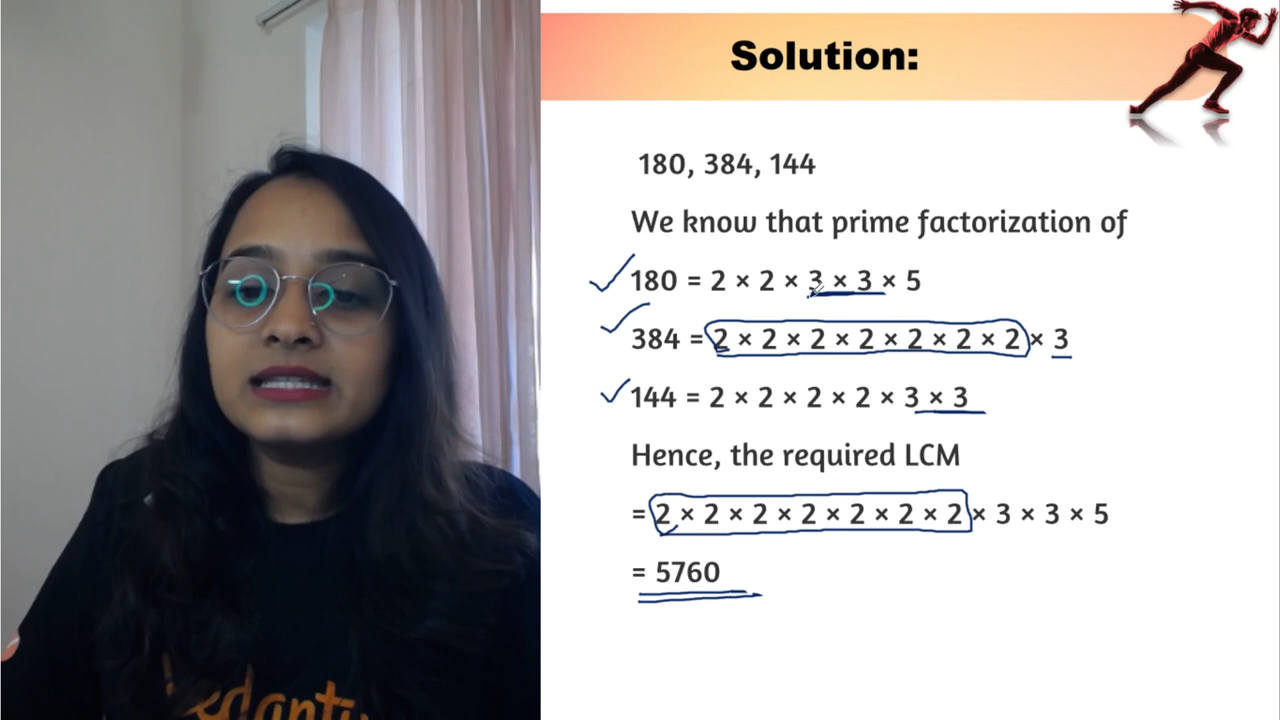 Solution:
180, 384, 144
We know that prime factorization of
180 = 2 × 2 × 3 × 3 × 5
384 = 2 × 2 × 2 × 2 × 2 × 2 × 2 × 3
144 = 2 × 2 × 2 × 2 × 3 × 3
Hence, the required LCM
= 2 × 2 × 2 × 2 × 2 × 2 × 2 × 3 × 3 × 5
= 5760